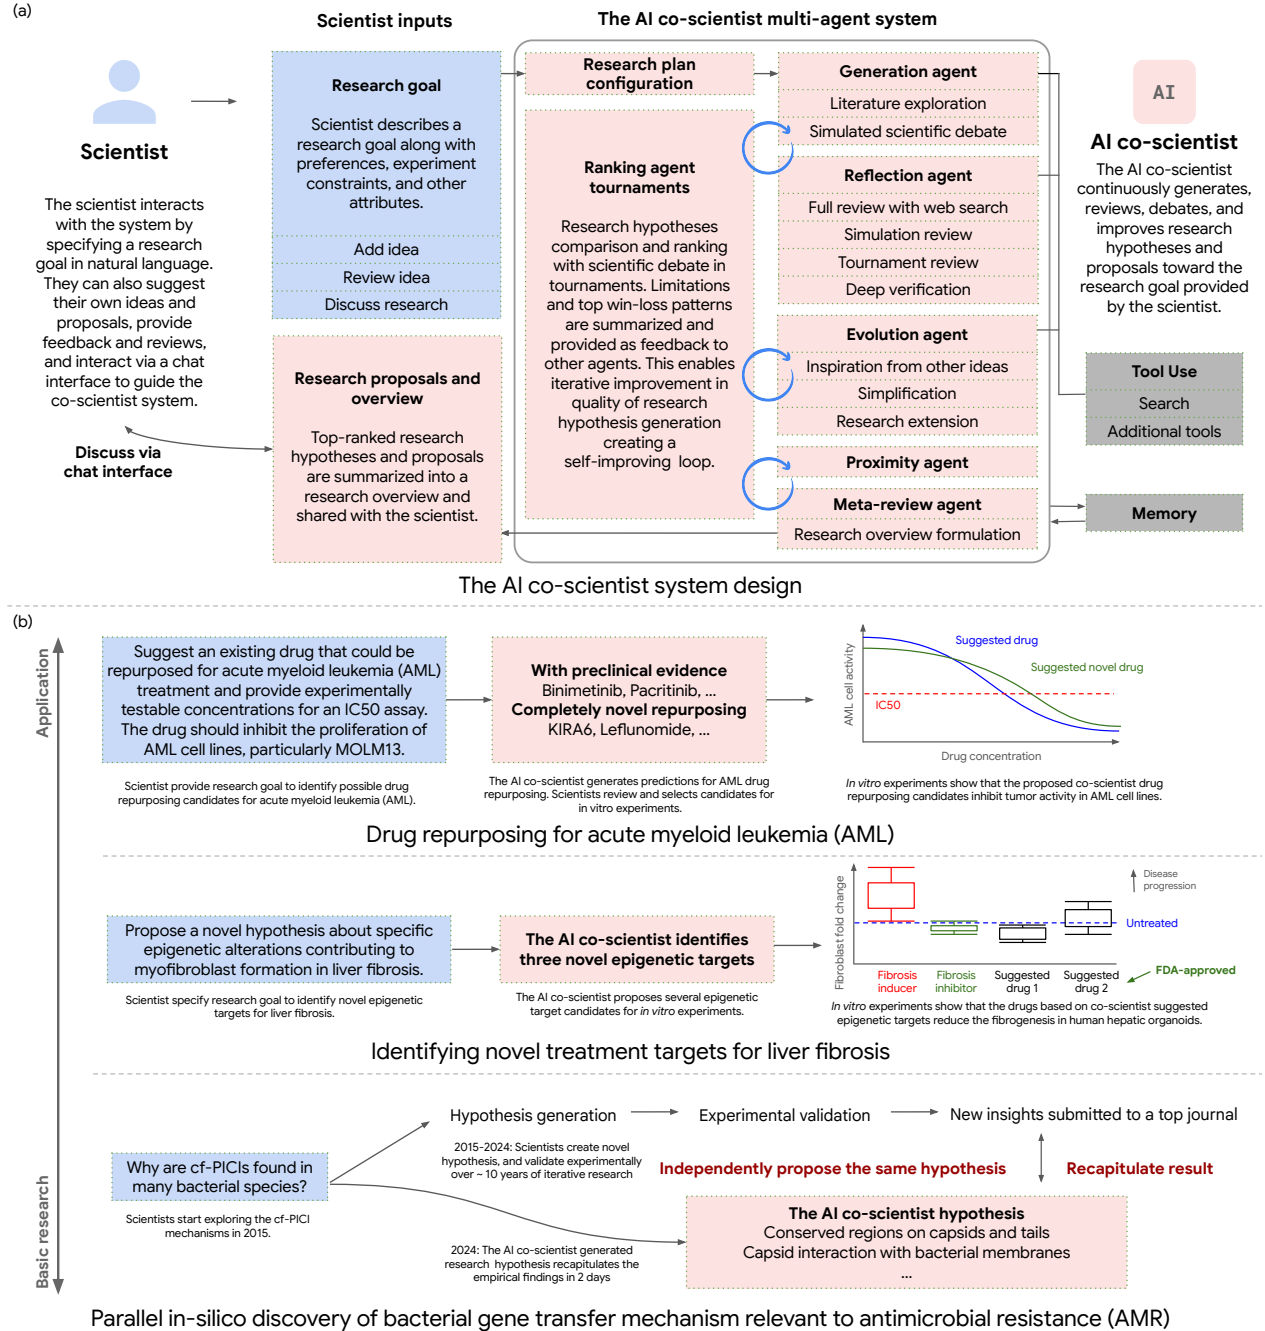 (a)
Scientist inputs
The AI co-scientist multi-agent system
Scientist
The scientist interacts
with the system by
specifying a research
goal in natural language.
They can also suggest
their own ideas and
proposals, provide
feedback and reviews,
and interact via a chat
interface to guide the
co-scientist system.
Discuss via
chat interface
Research goal
Scientist describes a
research goal along with
preferences, experiment
constraints, and other
attributes.
Add idea
Review idea
Discuss research
Research proposals and
overview
Top-ranked research
hypotheses and proposals
are summarized into a
research overview and
shared with the scientist.
Research plan
configuration
Ranking agent
tournaments
Research hypotheses
comparison and ranking
with scientific debate in
tournaments. Limitations
and top win-loss patterns
are summarized and
provided as feedback to
other agents. This enables
iterative improvement in
quality of research
hypothesis generation
creating a
self-improving loop.
Generation agent
Literature exploration
Simulated scientific debate
Reflection agent
Full review with web search
Simulation review
Tournament review
Deep verification
Evolution agent
Inspiration from other ideas
Simplification
Research extension
Proximity agent
Meta-review agent
Research overview formulation
AI
AI co-scientist
The AI co-scientist
continuously generates,
reviews, debates, and
improves research
hypotheses and
proposals toward the
research goal provided
by the scientist.
Tool Use
Search
Additional tools
Memory
The AI co-scientist system design
(b)
Application
Basic research
Suggest an existing drug that could be
repurposed for acute myeloid leukemia (AML)
treatment and provide experimentally
testable concentrations for an IC50 assay.
The drug should inhibit the proliferation of
AML cell lines, particularly MOLM13.
Scientist provide research goal to identify possible drug
repurposing candidates for acute myeloid leukemia (AML).
With preclinical evidence
Binimetinib, Pacritinib, ...
Completely novel repurposing
KIRA6, Leflunomide, ...
The AI co-scientist generates predictions for AML drug
repurposing. Scientists review and selects candidates for
in vitro experiments.
AML cell activity
Suggested drug
Suggested novel drug
IC50
Drug concentration
In vitro experiments show that the proposed co-scientist drug
repurposing candidates inhibit tumor activity in AML cell lines.
Drug repurposing for acute myeloid leukemia (AML)
Propose a novel hypothesis about specific
epigenetic alterations contributing to
myofibroblast formation in liver fibrosis.
Scientist specify research goal to identify novel epigenetic
targets for liver fibrosis.
The AI co-scientist identifies
three novel epigenetic targets
The AI co-scientist proposes several epigenetic
target candidates for in vitro experiments.
Fibroblast fold change
Disease
progression
Untreated
Fibrosis
inducer
Fibrosis
inhibitor
Suggested
drug 1
Suggested
drug 2
FDA-approved
In vitro experiments show that the drugs based on co-scientist suggested
epigenetic targets reduce the fibrogenesis in human hepatic organoids.
Identifying novel treatment targets for liver fibrosis
Why are cf-PICIs found in
many bacterial species?
Scientists start exploring the cf-PICI
mechanisms in 2015.
Hypothesis generation
Experimental validation
New insights submitted to a top journal
2015-2024: Scientists create novel
hypothesis, and validate experimentally
over ~ 10 years of iterative research
Independently propose the same hypothesis
Recapitulate result
2024: The AI co-scientist generated
research hypothesis recapitulates the
empirical findings in 2 days
The AI co-scientist hypothesis
Conserved regions on capsids and tails
Capsid interaction with bacterial membranes
...
Parallel in-silico discovery of bacterial gene transfer mechanism relevant to antimicrobial resistance (AMR)